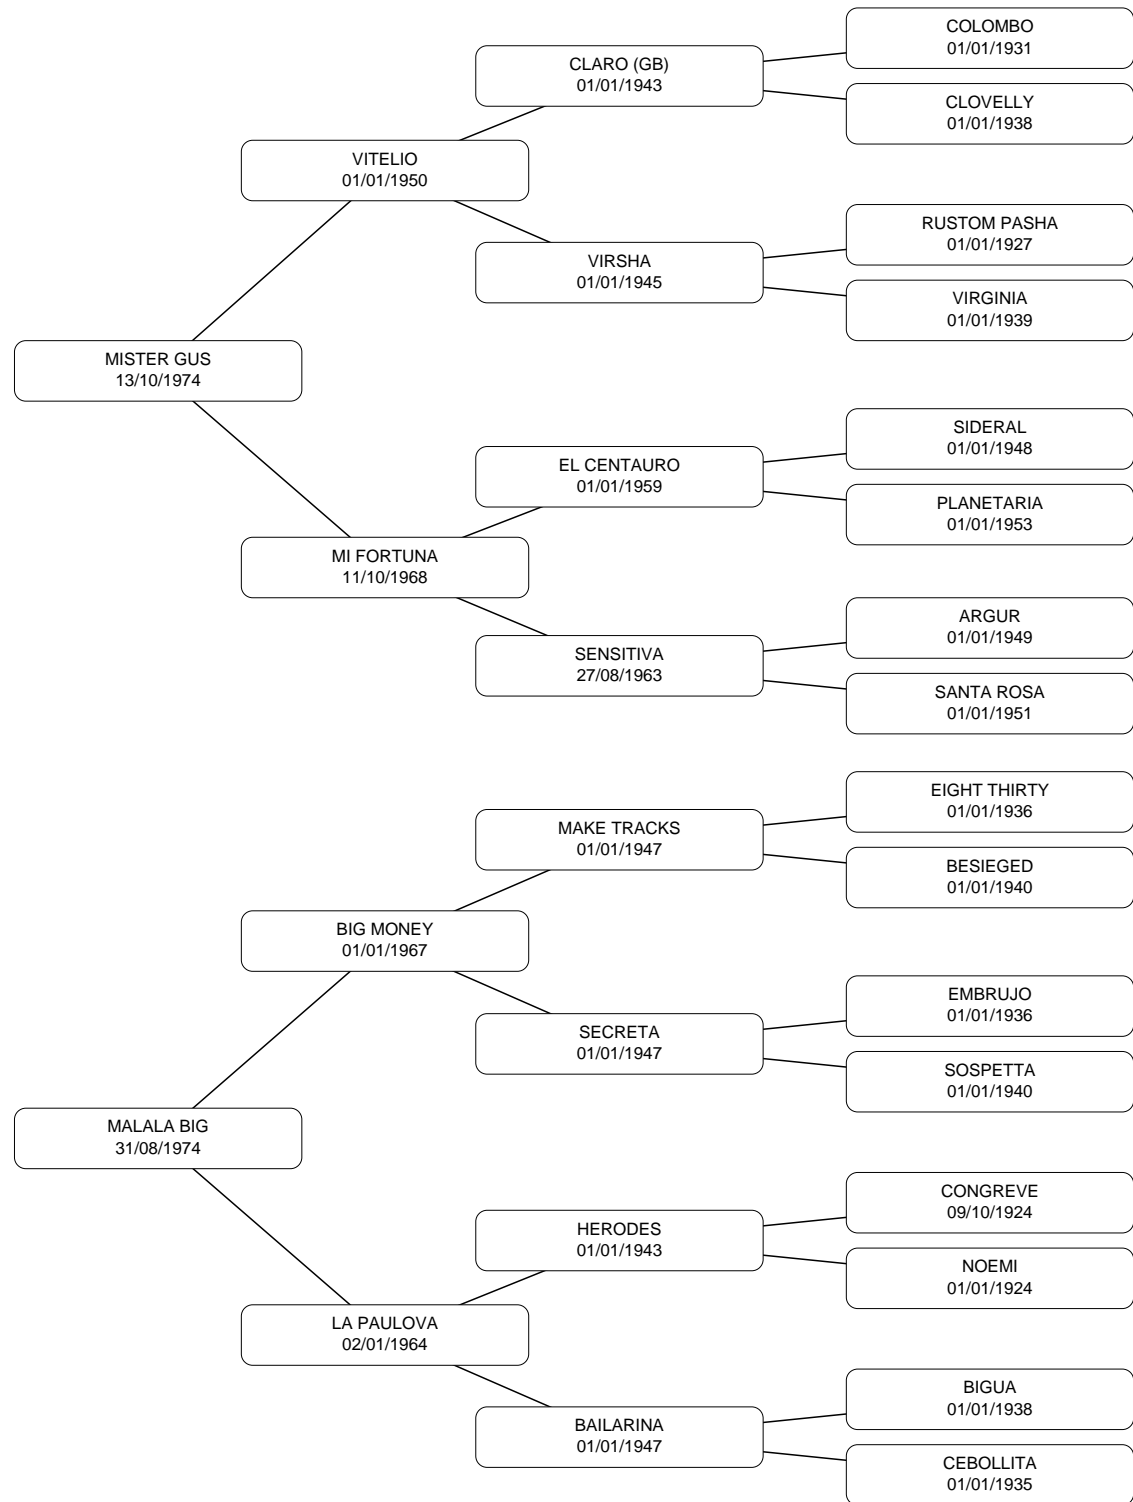 COLOMBO
01/01/1931
CLARO (GB)
01/01/1943
CLOVELLY
01/01/1938
VITELIO
01/01/1950
RUSTOM PASHA
01/01/1927
VIRSHA
01/01/1945
VIRGINIA
01/01/1939
MISTER GUS
13/10/1974
SIDERAL
01/01/1948
EL CENTAURO
01/01/1959
PLANETARIA
01/01/1953
MI FORTUNA
11/10/1968
ARGUR
01/01/1949
SENSITIVA
27/08/1963
SANTA ROSA
01/01/1951
EIGHT THIRTY
01/01/1936
MAKE TRACKS
01/01/1947
BESIEGED
01/01/1940
BIG MONEY
01/01/1967
EMBRUJO
01/01/1936
SECRETA
01/01/1947
SOSPETTA
01/01/1940
MALALA BIG
31/08/1974
CONGREVE
09/10/1924
HERODES
01/01/1943
NOEMI
01/01/1924
LA PAULOVA
02/01/1964
BIGUA
01/01/1938
BAILARINA
01/01/1947
CEBOLLITA
01/01/1935